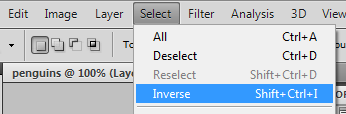 Edit Image Layer Select Filter Analysis 3D View
All Ctrl+A
Deselect Ctrl+D
Reselect Shift+Ctrl+D
penguins @ 100% (Lay
Inverse Shift+Ctrl+I